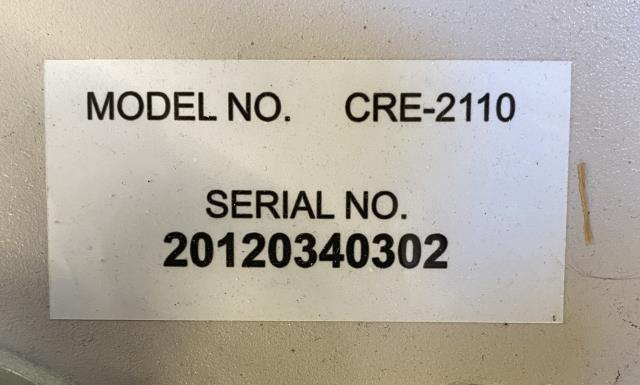 MODEL NO. CRE-2110
SERIAL NO.
20120340302